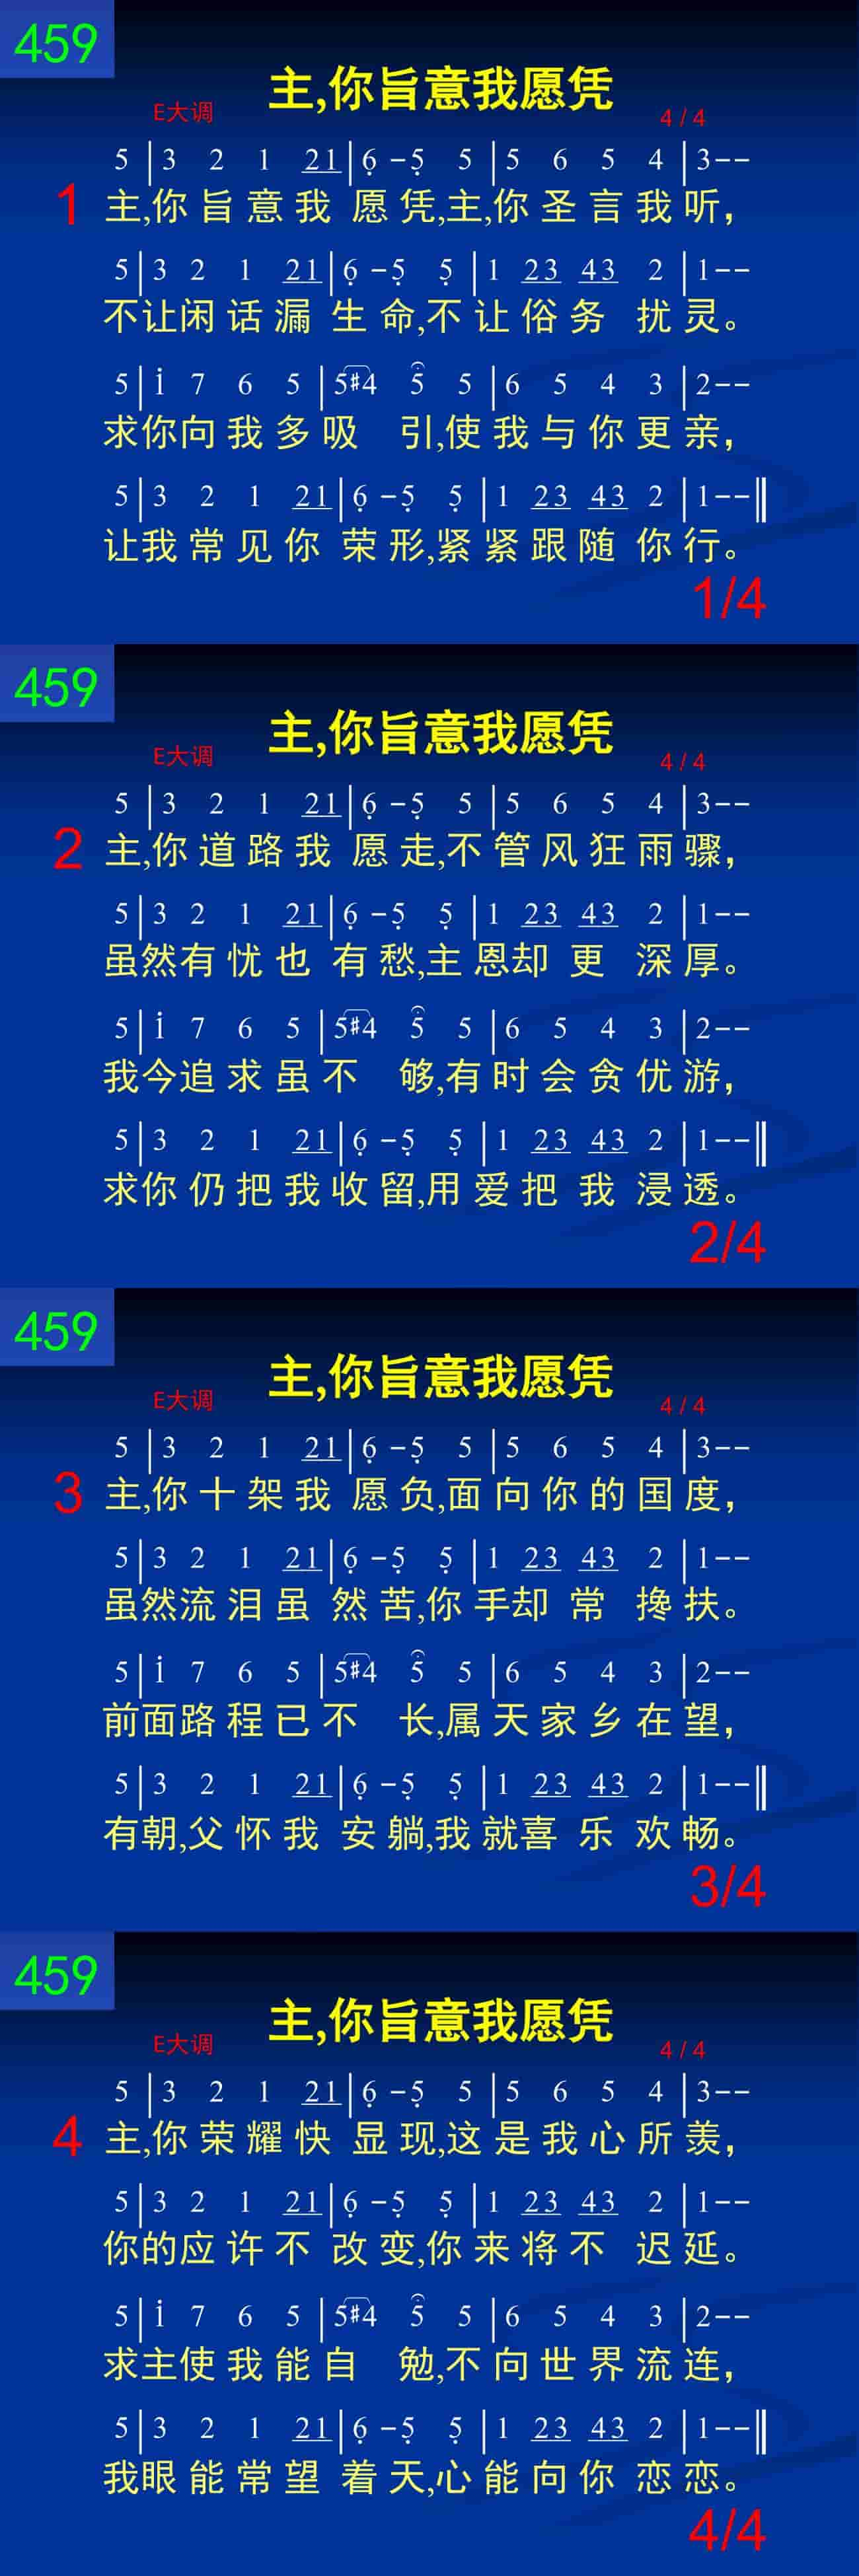 459
主,你旨意我愿凭
E大调 4/4
5 |3 2 1 21|6̣ -5̣ 5 |5 6 5 4 |3--
1 主,你旨意我愿凭,主,你圣言我听,
5|3 2 1 21|6̣ -5̣ 5̣ |1 23 43 2 |1--
不让闲话漏生命,不让俗务扰灵。
5|i 7 6 5 |5#4 5 5 |6 5 4 3 |2--
求你向我多吸引,使我与你更亲,
5|3 2 1 21|6̣ -5̣ 5̣ |1 23 43 2 |1--‖
让我常见你荣形,紧紧跟随你行。
1/4
459
主,你旨意我愿凭
E大调 4/4
5 |3 2 1 21|6̣ -5̣ 5 |5 6 5 4 |3--
2 主,你道路我愿走,不管风狂雨骤,
5|3 2 1 21|6̣ -5̣ 5̣ |1 23 43 2 |1--
虽然有忧也有愁,主恩却更深厚。
5|i 7 6 5 |5#4 5 5 |6 5 4 3 |2--
我今追求虽不够,有时会贪优游,
5|3 2 1 21|6̣ -5̣ 5̣ |1 23 43 2 |1--‖
求你仍把我收留,用爱把我浸透。
2/4
459
主,你旨意我愿凭
E大调 4/4
5 |3 2 1 21|6̣ -5̣ 5 |5 6 5 4 |3--
3 主,你十架我愿负,面向你的国度,
5|3 2 1 21|6̣ -5̣ 5̣ |1 23 43 2 |1--
虽然流泪虽然苦,你手却常搀扶。
5|i 7 6 5 |5#4 5 5 |6 5 4 3 |2--
前面路程已不长,属天家乡在望,
5|3 2 1 21|6̣ -5̣ 5̣ |1 23 43 2 |1--‖
有朝,父怀我安躺,我就喜乐欢畅。
3/4
459
主,你旨意我愿凭
E大调 4/4
5 |3 2 1 21|6̣ -5̣ 5 |5 6 5 4 |3--
4 主,你荣耀快显现,这是我心所羡,
5|3 2 1 21|6̣ -5̣ 5̣ |1 23 43 2 |1--
你的应许不改变,你来将不迟延。
5|i 7 6 5 |5#4 5 5 |6 5 4 3 |2--
求主使我能自勉,不向世界流连,
5|3 2 1 21|6̣ -5̣ 5̣ |1 23 43 2 |1--‖
我眼能常望着天,心能向你恋恋。
4/4